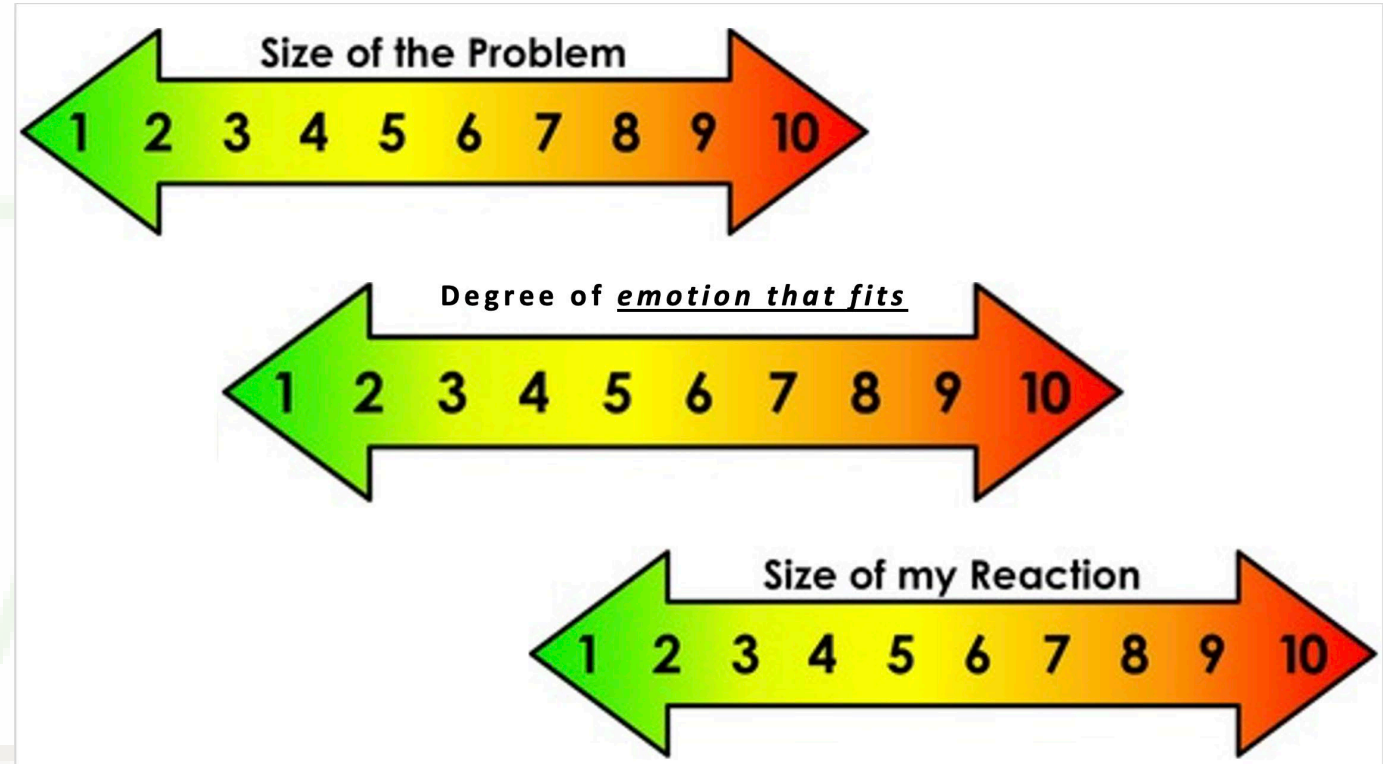 Size of the Problem
1 2 3 4 5 6 7 8 9 10
Degree of emotion that fits
1 2 3 4 5 6 7 8 9 10
Size of my Reaction
1 2 3 4 5 6 7 8 9 10